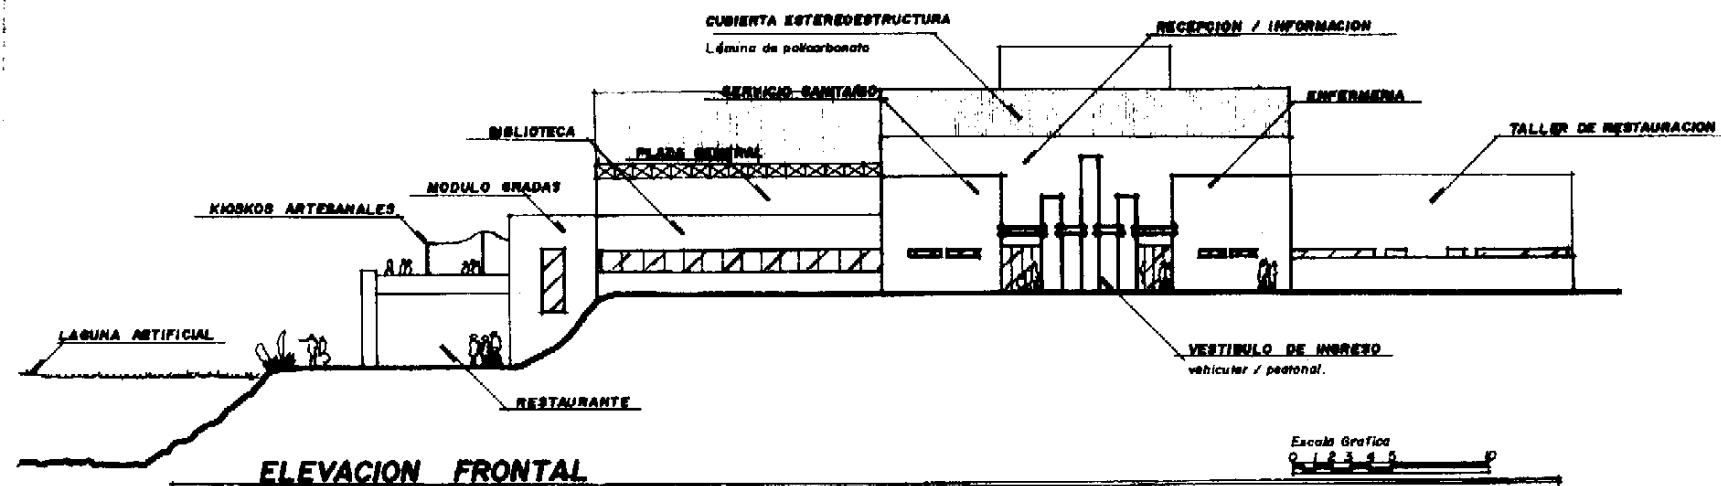 CUBIERTA ESTEREOESTRUCTURA
Lámina de policarbonato
RECEPCION / INFORMACION
SERVICIO SANITARIO
ENFERMERIA
BIBLIOTECA
TALLER DE RESTAURACION
PLAZA GENERAL
MODULO GRADAS
KIOSKOS ARTESANALES
LAGUNA ARTIFICIAL
VESTIBULO DE INGRESO
vehicular / peatonal.
RESTAURANTE
ELEVACION FRONTAL
Escala Grafica
0 1 2 3 4 5 10